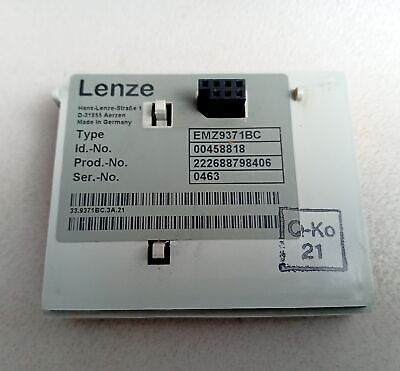 Lenze
Hans-Lenze-Straße 1
D-31855 Aerzen
Made in Germany
Type EMZ9371BC
Id.-No. 00458818
Prod.-No. 222688798406
Ser.-No. 0463
33.9371BC.3A.21
Q-Ko
21